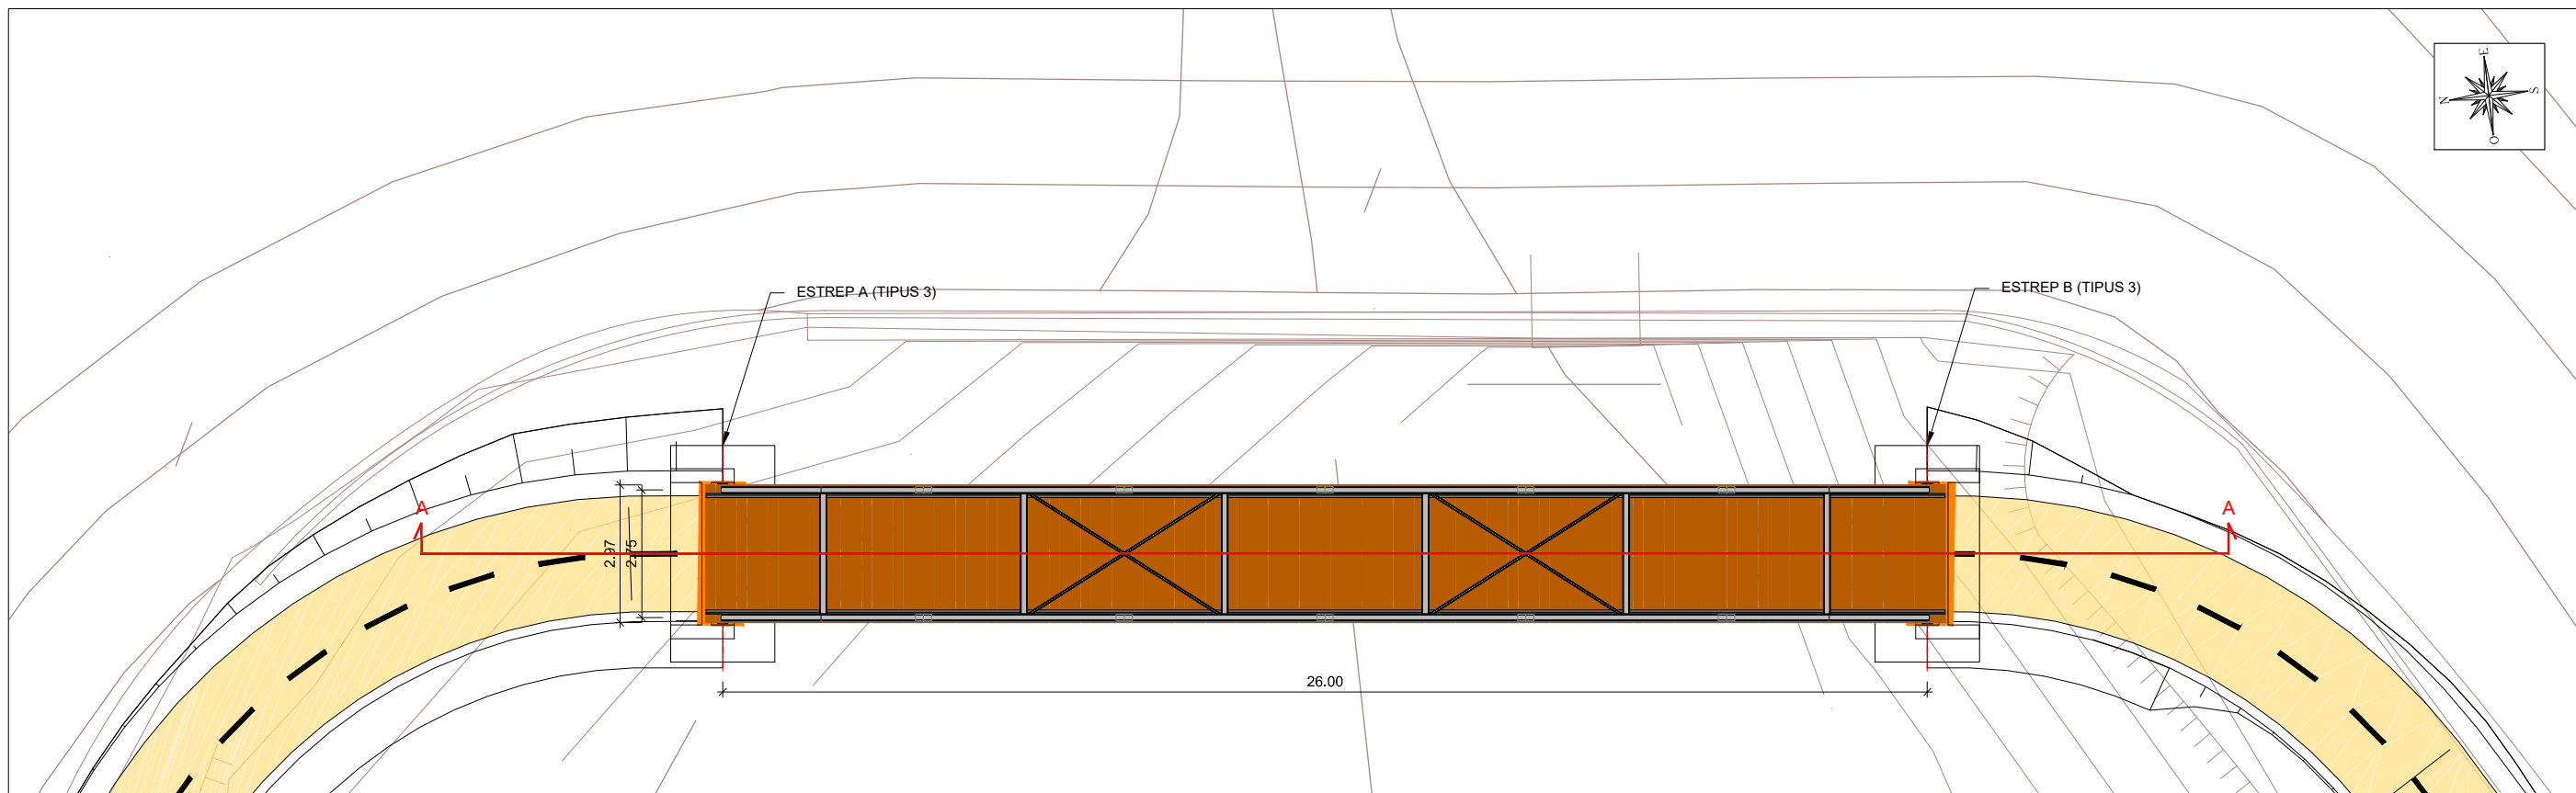 E
N
S
O
ESTREP A (TIPUS 3)
ESTREP B (TIPUS 3)
A
A
2.97
2.75
26.00